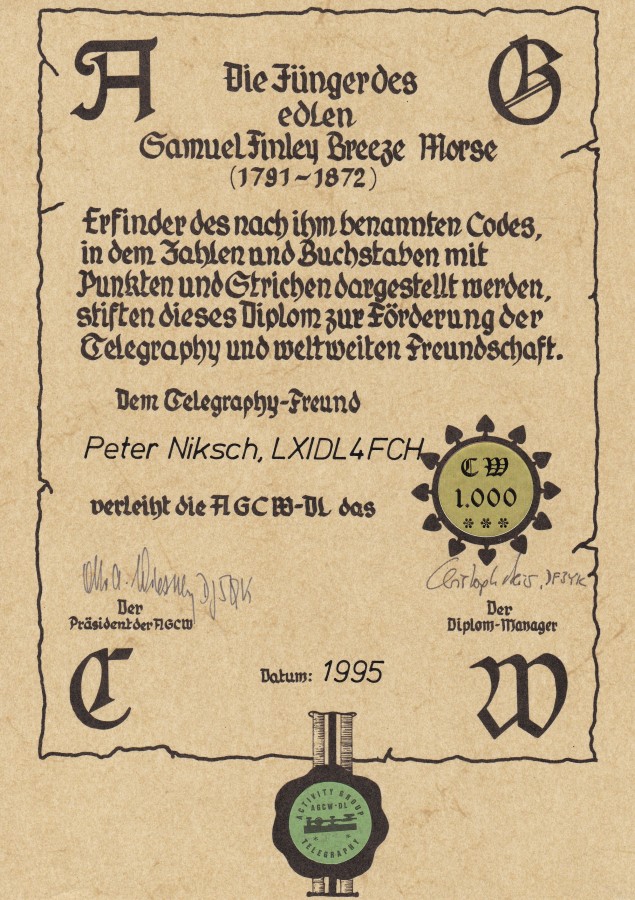 A G
Die Jünger des
edlen
Samuel Finley Breeze Morse
(1791-1872)
Erfinder des nach ihm benannten Codes,
in dem Zahlen und Buchstaben mit
Punkten und Strichen dargestellt werden,
stiften dieses Diplom zur Förderung der
Telegraphy und weltweiten Freundschaft.
Dem Telegraphy-Freund
Peter Niksch, LX1DL4FCH
CW
1.000
***
verleiht die AGCW-DL das
DJ5QK
DF3YK
Der
Präsident der AGCW
Der
Diplom-Manager
C W
Datum: 1995
ACTIVITY GROUP
AGCW-DL
TELEGRAPHY